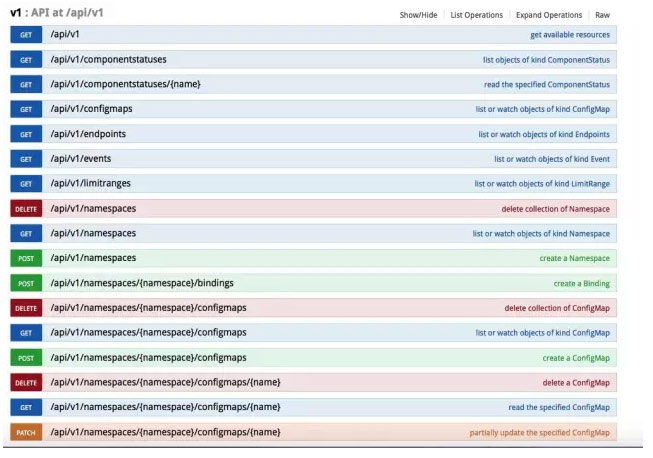 v1 : API at /api/v1 Show/Hide List Operations Expand Operations Raw
GET /api/v1 get available resources
GET /api/v1/componentstatuses list objects of kind ComponentStatus
GET /api/v1/componentstatuses/{name} read the specified ComponentStatus
GET /api/v1/configmaps list or watch objects of kind ConfigMap
GET /api/v1/endpoints list or watch objects of kind Endpoints
GET /api/v1/events list or watch objects of kind Event
GET /api/v1/limitranges list or watch objects of kind LimitRange
DELETE /api/v1/namespaces delete collection of Namespace
GET /api/v1/namespaces list or watch objects of kind Namespace
POST /api/v1/namespaces create a Namespace
POST /api/v1/namespaces/{namespace}/bindings create a Binding
DELETE /api/v1/namespaces/{namespace}/configmaps delete collection of ConfigMap
GET /api/v1/namespaces/{namespace}/configmaps list or watch objects of kind ConfigMap
POST /api/v1/namespaces/{namespace}/configmaps create a ConfigMap
DELETE /api/v1/namespaces/{namespace}/configmaps/{name} delete a ConfigMap
GET /api/v1/namespaces/{namespace}/configmaps/{name} read the specified ConfigMap
PATCH /api/v1/namespaces/{namespace}/configmaps/{name} partially update the specified ConfigMap